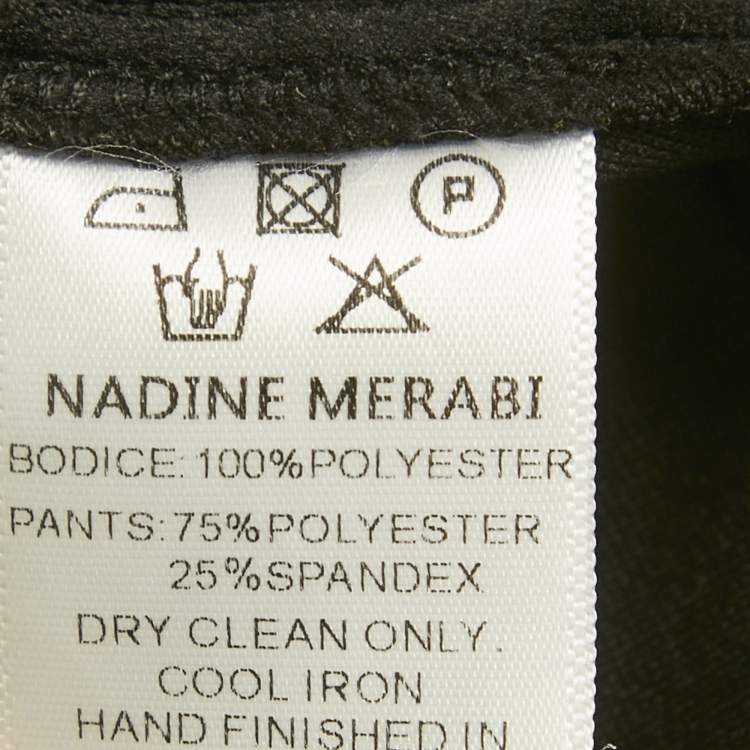 P
NADINE MERABI
BODICE: 100%POLYESTER
PANTS: 75%POLYESTER
25%SPANDEX
DRY CLEAN ONLY.
COOL IRON
HAND FINISHED IN